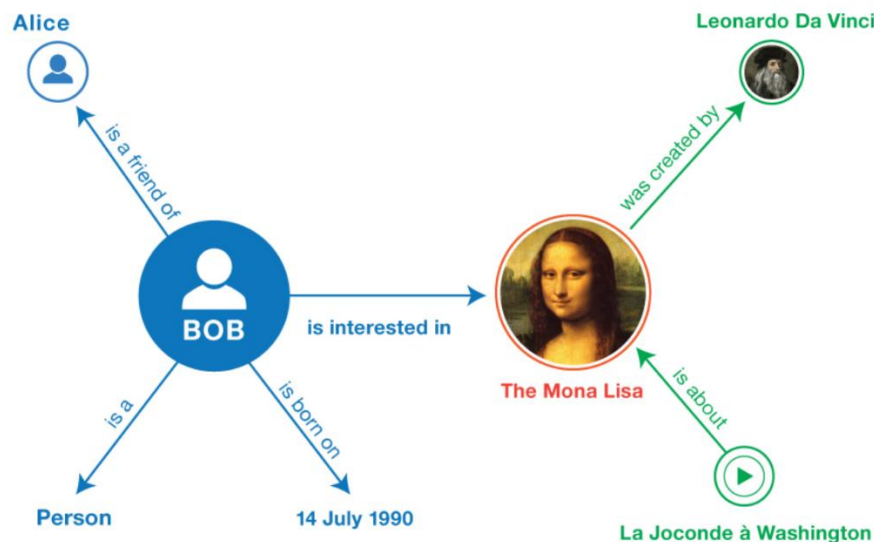 Alice
Leonardo Da Vinci
is a friend of
was created by
BOB
is interested in
The Mona Lisa
is a
is born on
is about
Person
14 July 1990
La Joconde à Washington